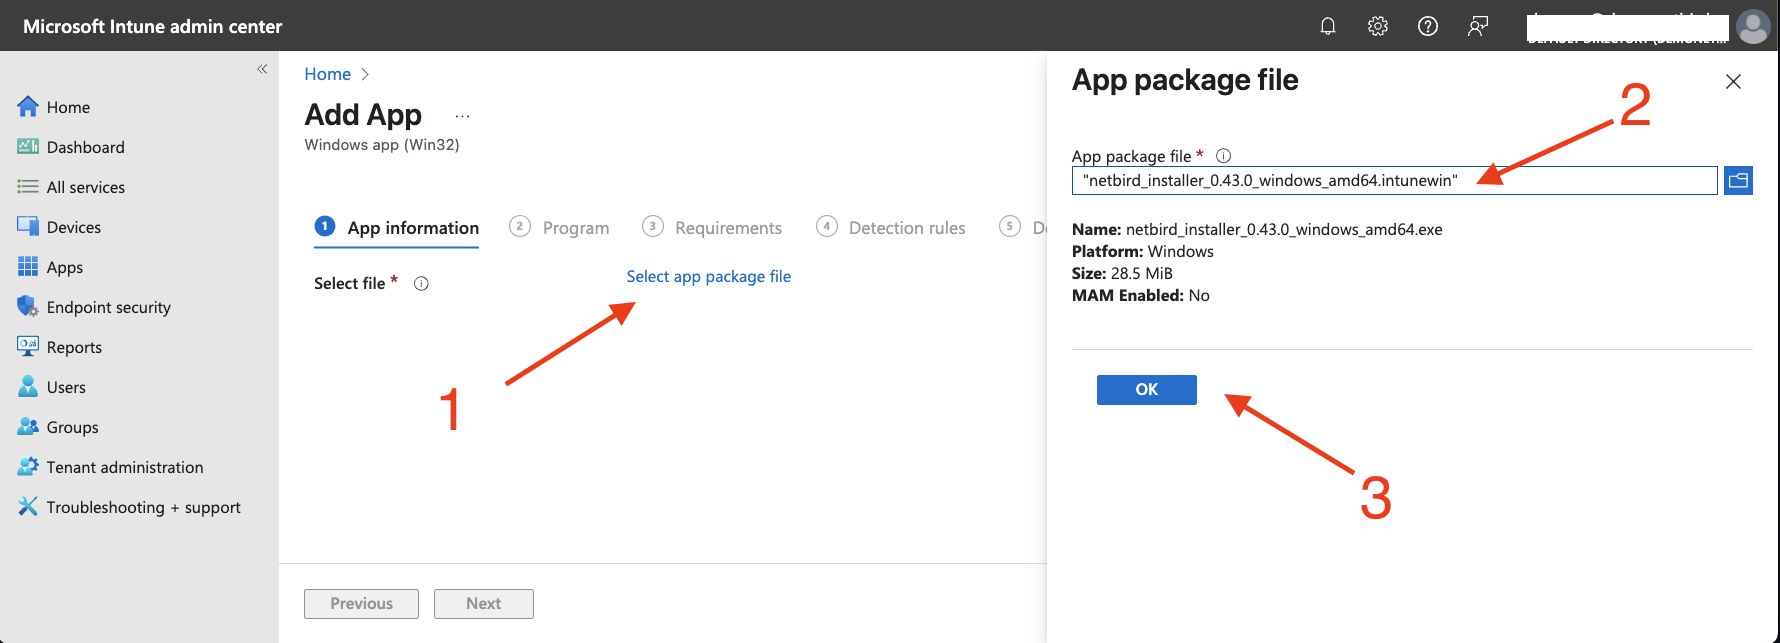 Microsoft Intune admin center
Home
Dashboard
All services
Devices
Apps
Endpoint security
Reports
Users
Groups
Tenant administration
Troubleshooting + support
Home
Add App ...
Windows app (Win32)
1 App information
2 Program
3 Requirements
4 Detection rules
5
Select file *
Select app package file
1
Previous
Next
App package file
2
App package file *
"netbird_installer_0.43.0_windows_amd64.intunewin"
Name: netbird_installer_0.43.0_windows_amd64.exe
Platform: Windows
Size: 28.5 MiB
MAM Enabled: No
OK
3